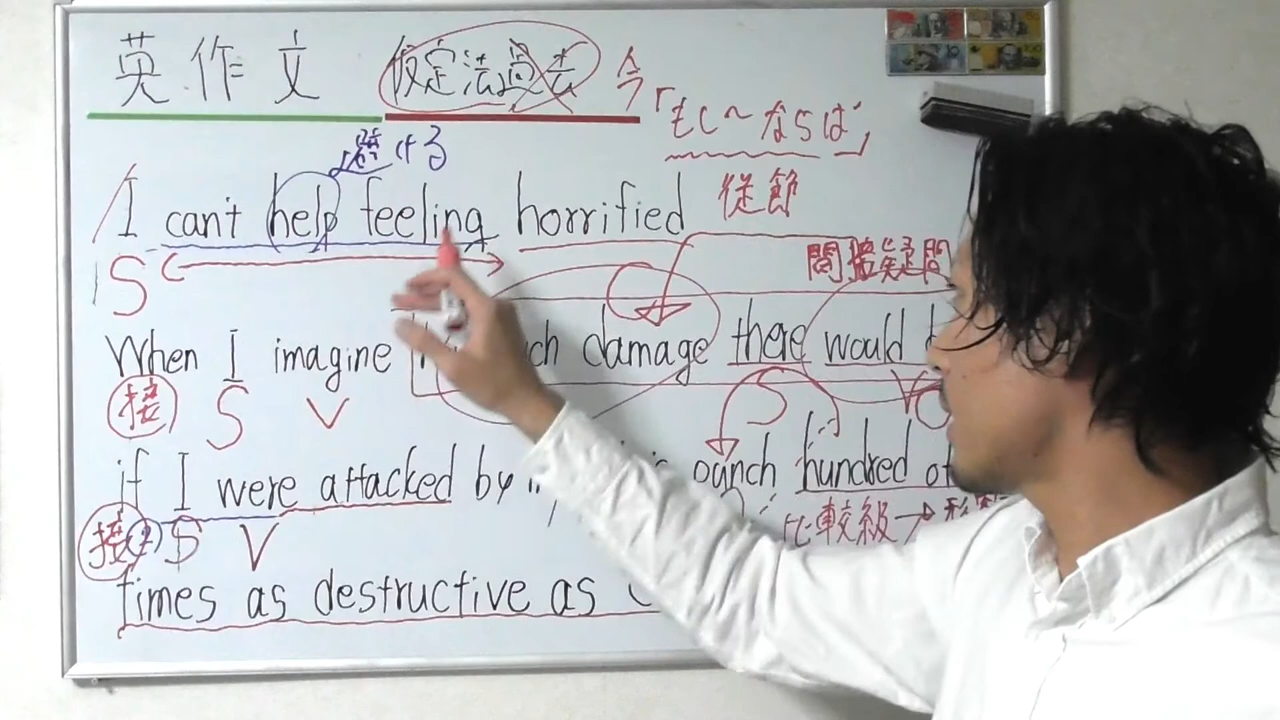 英作文 仮定法過去 今
「もし〜ならば」
避ける
I can't help feeling horrified 従節
S 間接疑問
When I imagine much damage there would
接 S V S V
if I were attacked by hundred of
接 S V 比較級→形
times as destructive as